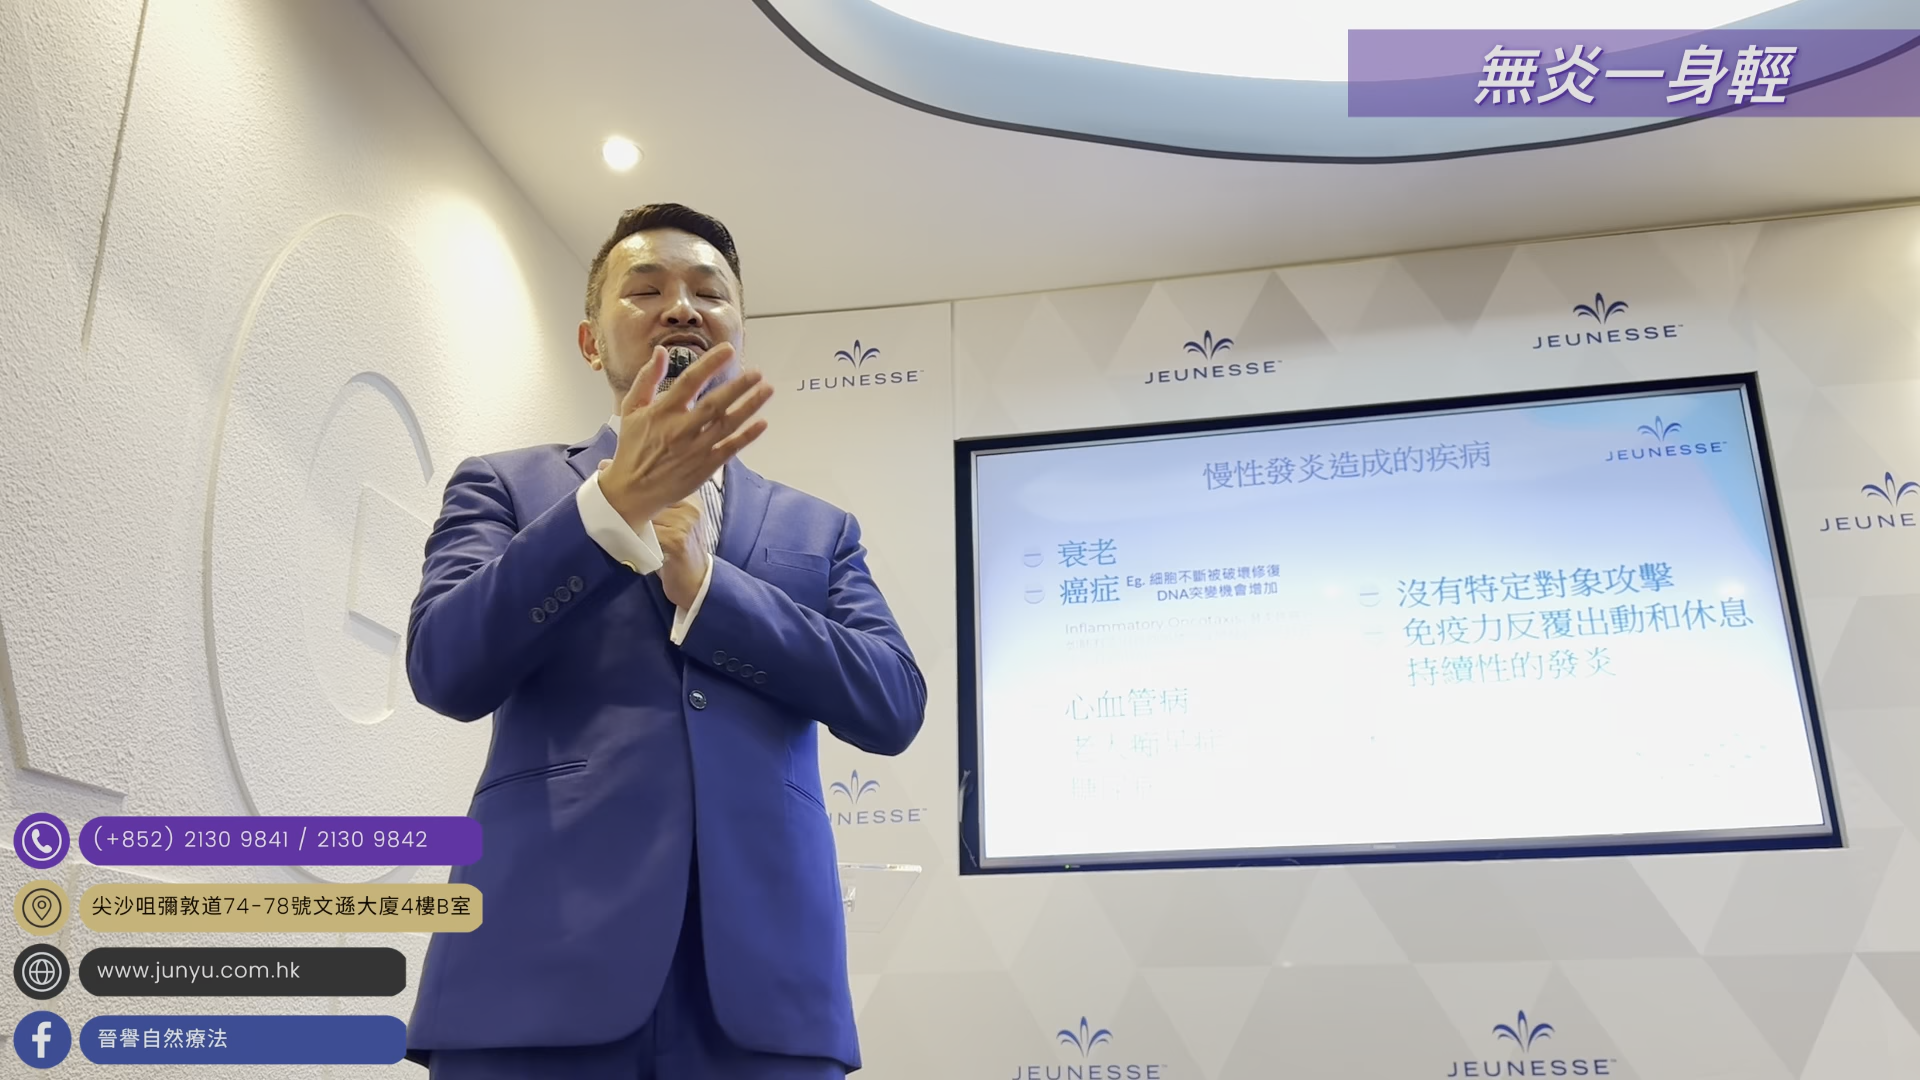 無炎一身輕
JEUNESSE
JEUNESSE
JEUNESSE
JEUNESSE
慢性發炎造成的疾病
衰老
癌症 Eg. 細胞不斷被破壞修復
DNA突變機會增加
Inflammatory
心血管病
沒有特定對象攻擊
免疫力反覆出動和休息
持續性的發炎
JEUNE
NESSE
(+852) 2130 9841 / 2130 9842
尖沙咀彌敦道74-78號文遜大廈4樓B室
www.junyu.com.hk
晉譽自然療法
JEUNESSE
JEUNESSE